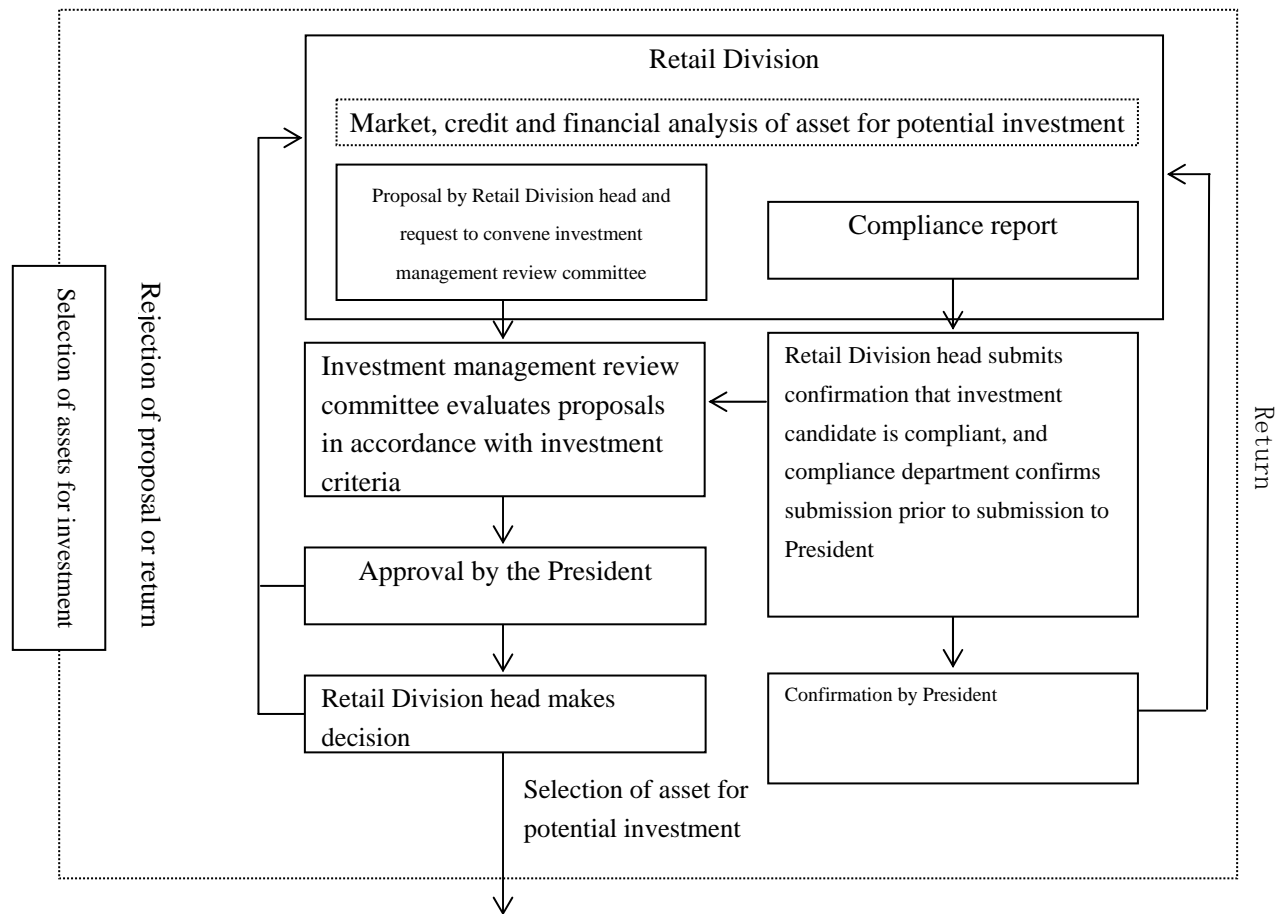 Retail Division
Market, credit and financial analysis of asset for potential investment
Proposal by Retail Division head and
request to convene investment
management review committee
Compliance report
Selection of assets for investment
Rejection of proposal or return
Investment management review
committee evaluates proposals
in accordance with investment
criteria
Retail Division head submits
confirmation that investment
candidate is compliant, and
compliance department confirms
submission prior to submission to
President
Return
Approval by the President
Retail Division head makes
decision
Confirmation by President
Selection of asset for
potential investment